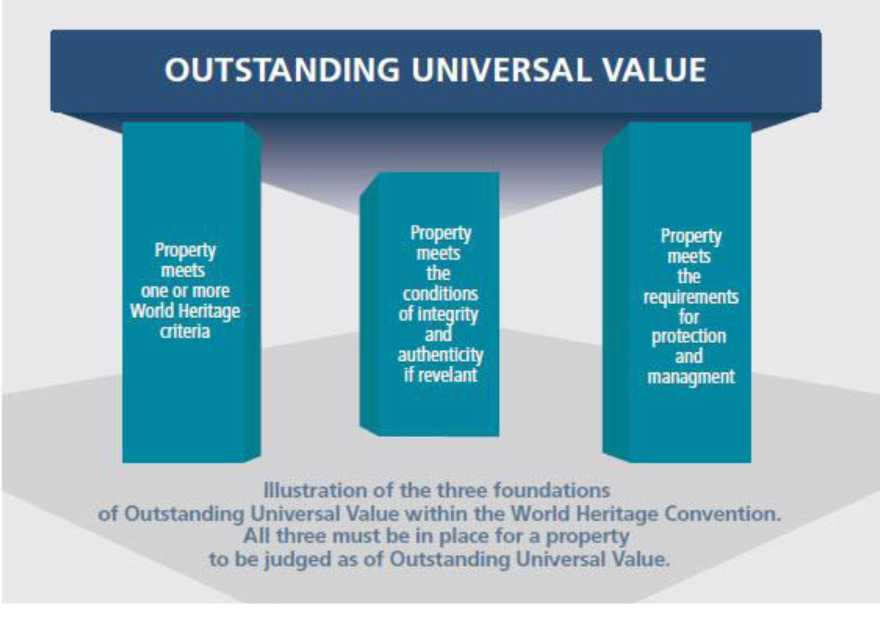 OUTSTANDING UNIVERSAL VALUE
Property
meets
one or more
World Heritage
criteria
Property
meets
the
conditions
of integrity
and
authenticity
if revelant
Property
meets
the
requirements
for
protection
and
managment
Illustration of the three foundations
of Outstanding Universal Value within the World Heritage Convention.
All three must be in place for a property
to be judged as of Outstanding Universal Value.